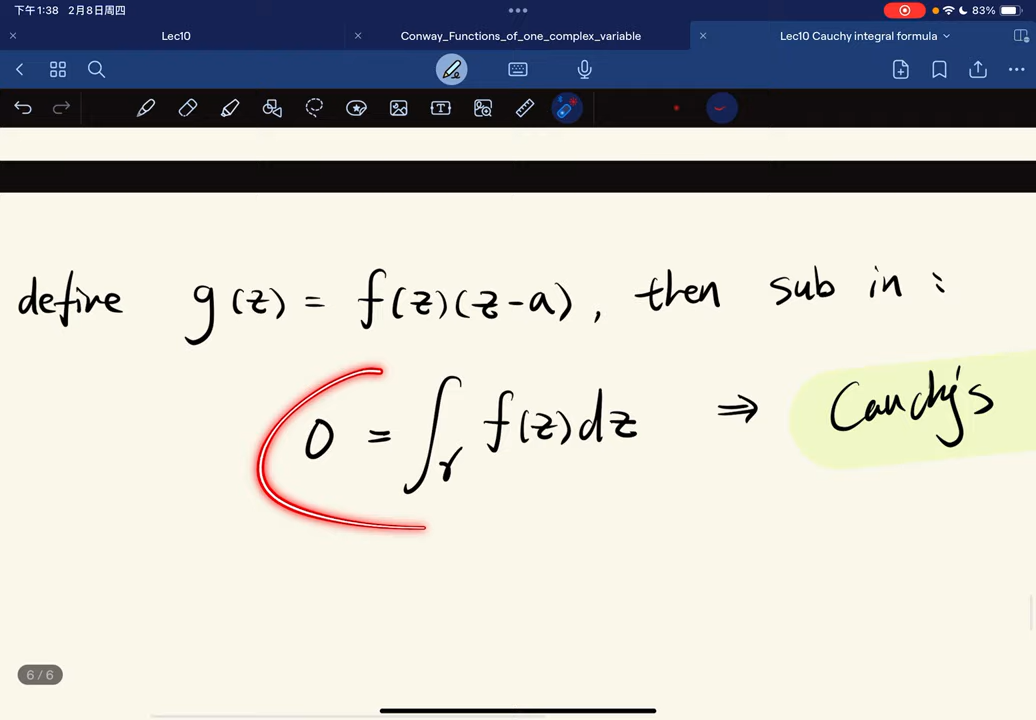 下午1:38 2月8日周四 83%
Lec10 Conway_Functions_of_one_complex_variable Lec10 Cauchy integral formula
define g(z) = f(z)(z-a), then sub in :
0 = ∫_γ f(z)dz ⇒ Cauchy's
6 / 6